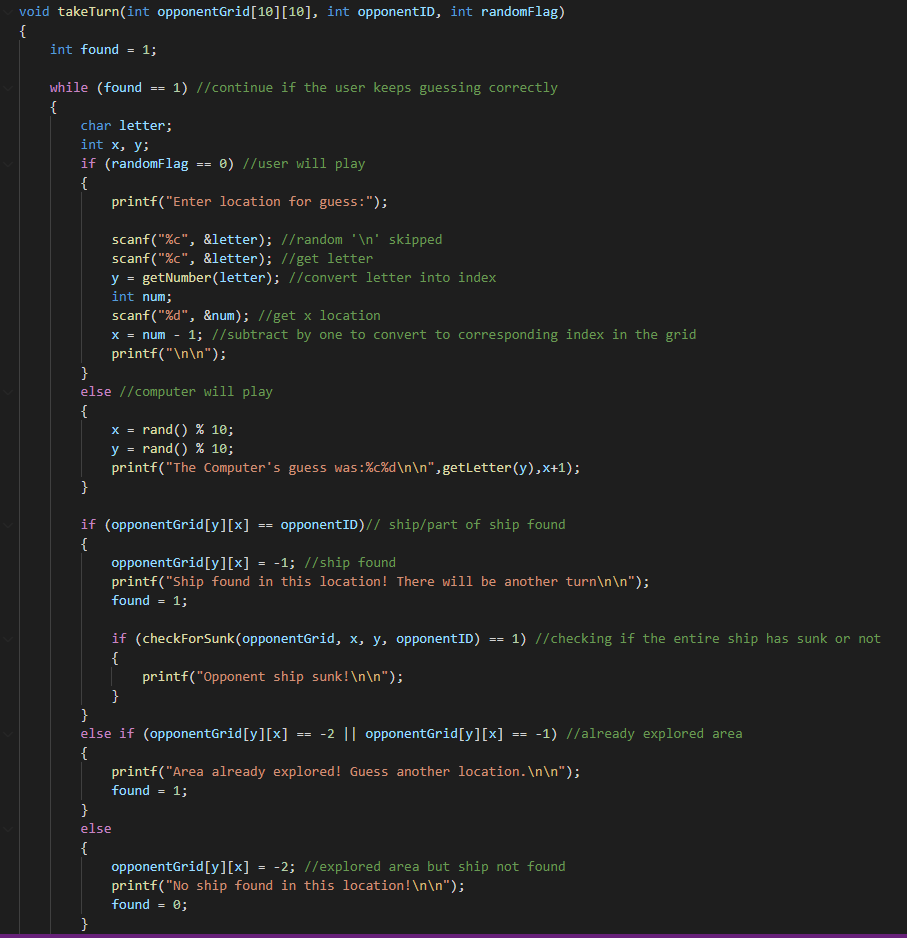 void takeTurn(int opponentGrid[10][10], int opponentID, int randomFlag)
{
    int found = 1;

    while (found == 1) //continue if the user keeps guessing correctly
    {
        char letter;
        int x, y;
        if (randomFlag == 0) //user will play
        {
            printf("Enter location for guess:");

            scanf("%c", &letter); //random '\n' skipped
            scanf("%c", &letter); //get letter
            y = getNumber(letter); //convert letter into index
            int num;
            scanf("%d", &num); //get x location
            x = num - 1; //subtract by one to convert to corresponding index in the grid
            printf("\n\n");
        }
        else //computer will play
        {
            x = rand() % 10;
            y = rand() % 10;
            printf("The Computer's guess was:%c%d\n\n",getLetter(y),x+1);
        }

        if (opponentGrid[y][x] == opponentID)// ship/part of ship found
        {
            opponentGrid[y][x] = -1; //ship found
            printf("Ship found in this location! There will be another turn\n\n");
            found = 1;

            if (checkForSunk(opponentGrid, x, y, opponentID) == 1) //checking if the entire ship has sunk or not
            {
                printf("Opponent ship sunk!\n\n");
            }
        }
        else if (opponentGrid[y][x] == -2 || opponentGrid[y][x] == -1) //already explored area
        {
            printf("Area already explored! Guess another location.\n\n");
            found = 1;
        }
        else
        {
            opponentGrid[y][x] = -2; //explored area but ship not found
            printf("No ship found in this location!\n\n");
            found = 0;
        }